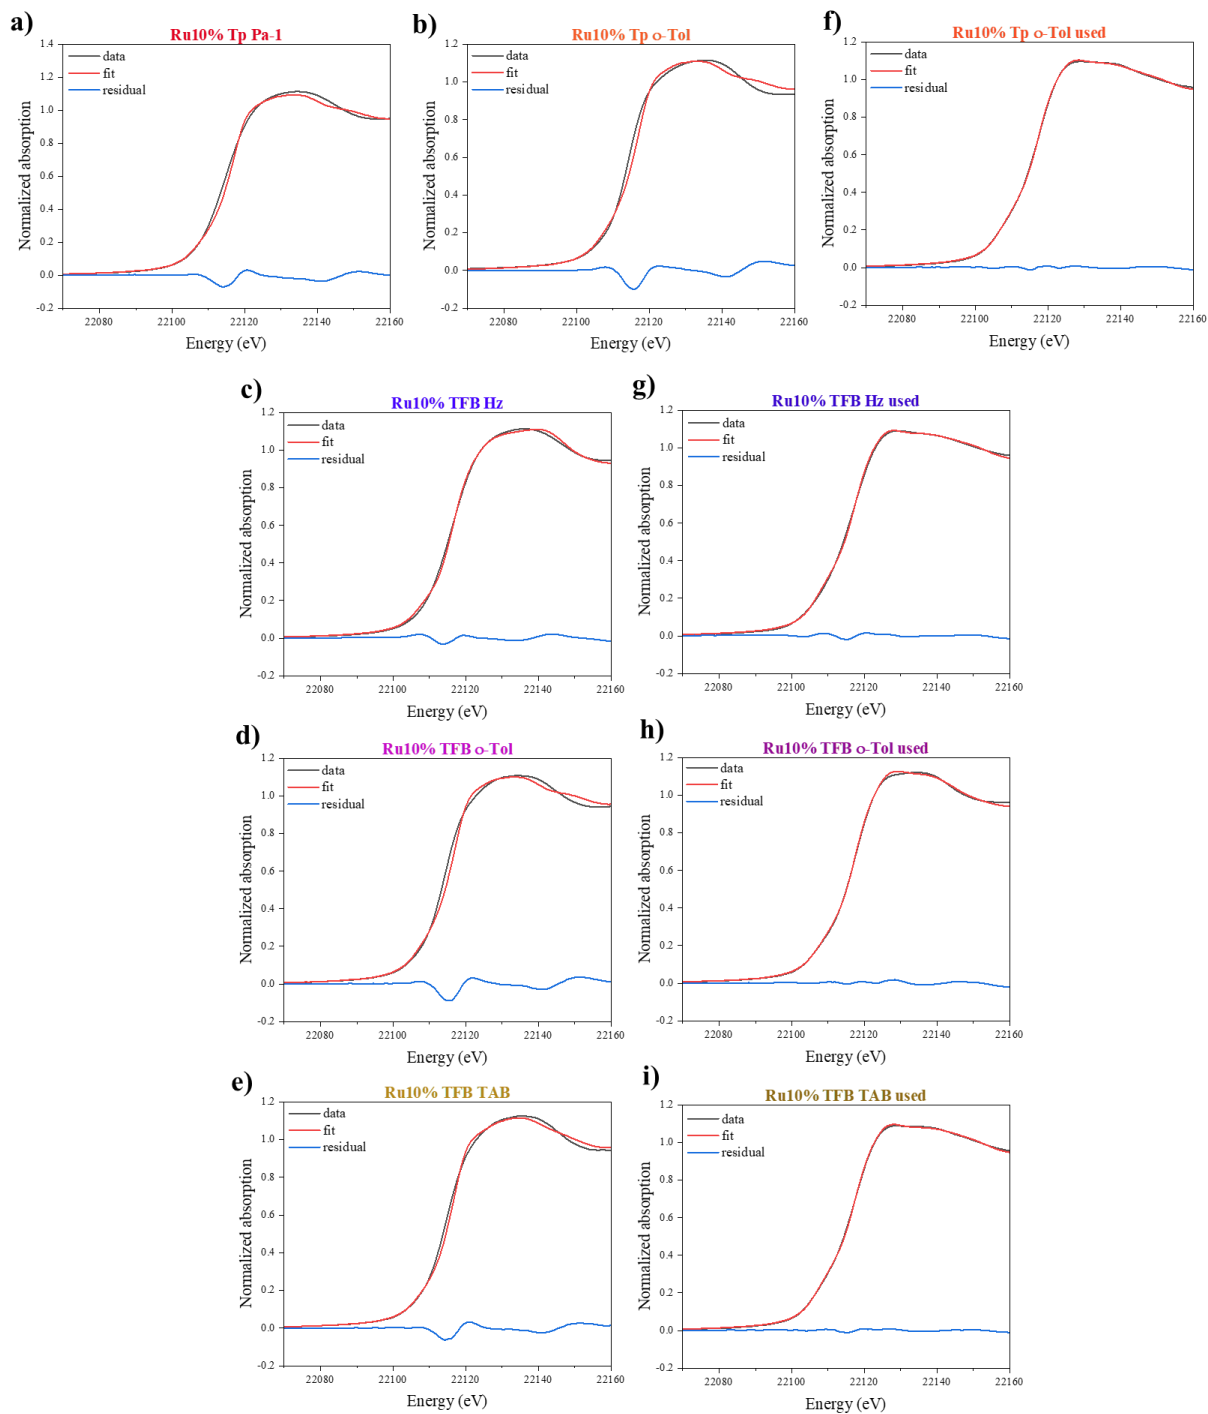 a)
Ru10% Tp Pa-1
data
fit
residual
1.4
1.2
1.0
0.8
0.6
0.4
0.2
0.0
-0.2
Normalized absorption
22080
22100
22120
22140
22160
Energy (eV)
b)
Ru10% Tp o-Tol
data
fit
residual
1.2
1.0
0.8
0.6
0.4
0.2
0.0
-0.2
Normalized absorption
22080
22100
22120
22140
22160
Energy (eV)
f)
Ru10% Tp o-Tol used
data
fit
residual
1.2
1.0
0.8
0.6
0.4
0.2
0.0
-0.2
Normalized absorption
22080
22100
22120
22140
22160
Energy (eV)
c)
Ru10% TFB Hz
data
fit
residual
1.2
1.0
0.8
0.6
0.4
0.2
0.0
-0.2
Normalized absorption
22080
22100
22120
22140
22160
Energy (eV)
g)
Ru10% TFB Hz used
data
fit
residual
1.2
1.0
0.8
0.6
0.4
0.2
0.0
-0.2
Normalized absorption
22080
22100
22120
22140
22160
Energy (eV)
d)
Ru10% TFB o-Tol
data
fit
residual
1.2
1.0
0.8
0.6
0.4
0.2
0.0
-0.2
Normalized absorption
22080
22100
22120
22140
22160
Energy (eV)
h)
Ru10% TFB o-Tol used
data
fit
residual
1.2
1.0
0.8
0.6
0.4
0.2
0.0
-0.2
Normalized absorption
22080
22100
22120
22140
22160
Energy (eV)
e)
Ru10% TFB TAB
data
fit
residual
1.2
1.0
0.8
0.6
0.4
0.2
0.0
-0.2
Normalized absorption
22080
22100
22120
22140
22160
Energy (eV)
i)
Ru10% TFB TAB used
data
fit
residual
1.2
1.0
0.8
0.6
0.4
0.2
0.0
-0.2
Normalized absorption
22080
22100
22120
22140
22160
Energy (eV)